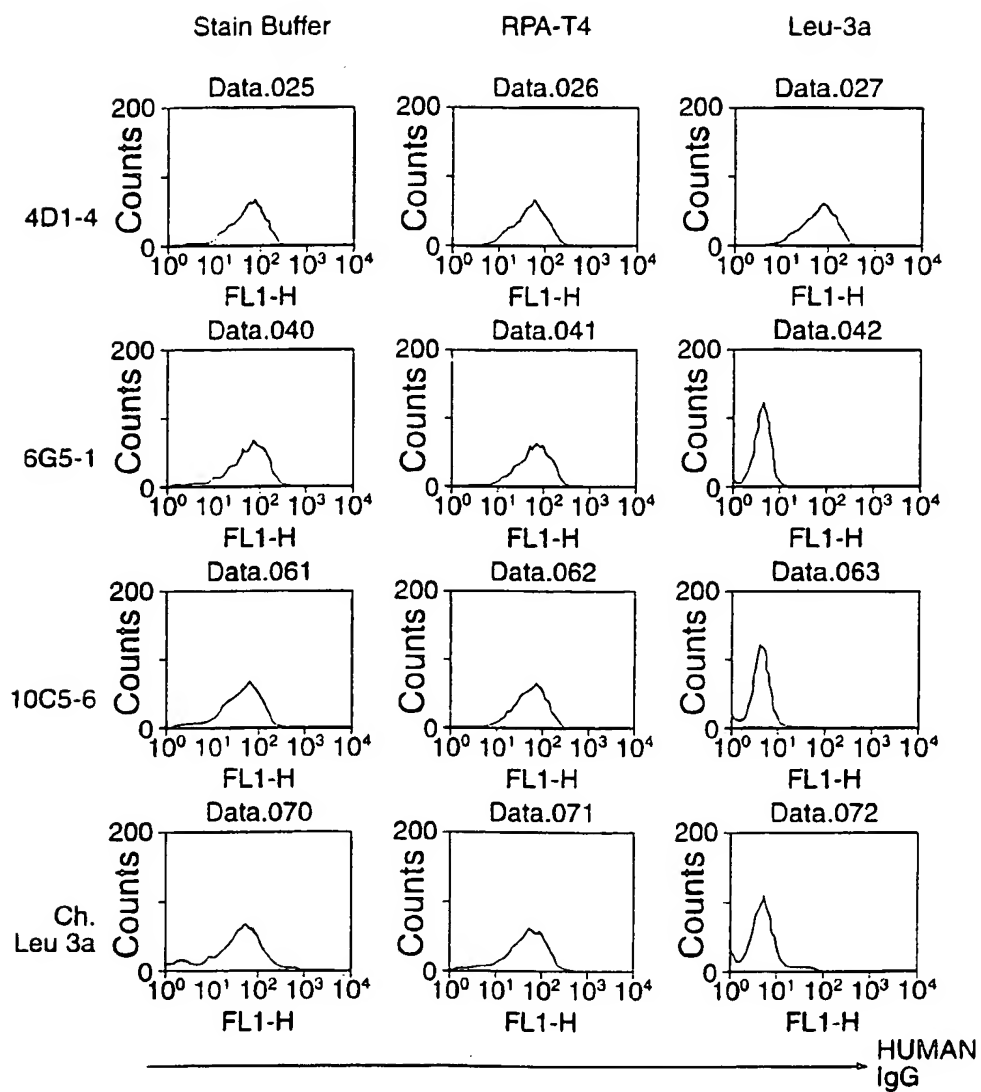 Stain Buffer RPA-T4 Leu-3a
Data.025 Data.026 Data.027
200 200 200
Counts Counts Counts
4D1-4
0 0 0
10⁰ 10¹ 10² 10³ 10⁴ 10⁰ 10¹ 10² 10³ 10⁴ 10⁰ 10¹ 10² 10³ 10⁴
FL1-H FL1-H FL1-H
Data.040 Data.041 Data.042
200 200 200
Counts Counts Counts
6G5-1
0 0 0
10⁰ 10¹ 10² 10³ 10⁴ 10⁰ 10¹ 10² 10³ 10⁴ 10⁰ 10¹ 10² 10³ 10⁴
FL1-H FL1-H FL1-H
Data.061 Data.062 Data.063
200 200 200
Counts Counts Counts
10C5-6
0 0 0
10⁰ 10¹ 10² 10³ 10⁴ 10⁰ 10¹ 10² 10³ 10⁴ 10⁰ 10¹ 10² 10³ 10⁴
FL1-H FL1-H FL1-H
Data.070 Data.071 Data.072
200 200 200
Counts Counts Counts
Ch.
Leu 3a
0 0 0
10⁰ 10¹ 10² 10³ 10⁴ 10⁰ 10¹ 10² 10³ 10⁴ 10⁰ 10¹ 10² 10³ 10⁴
FL1-H FL1-H FL1-H
HUMAN
IgG